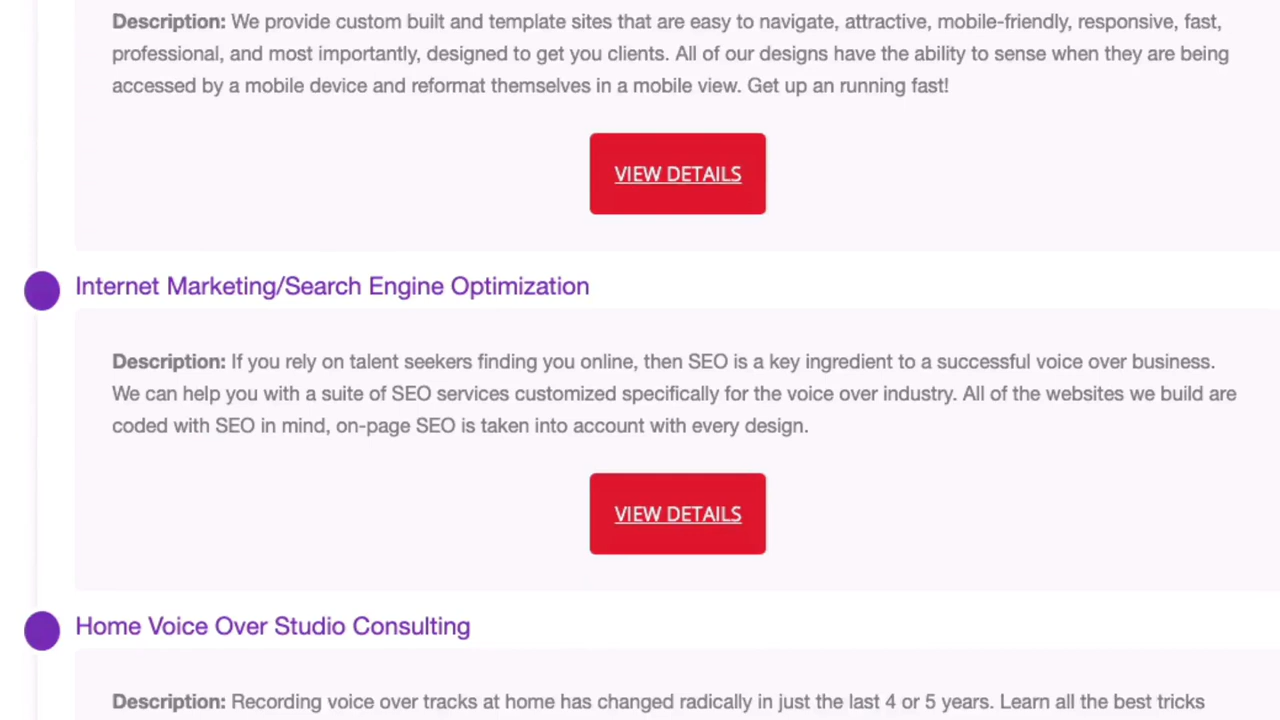 Description: We provide custom built and template sites that are easy to navigate, attractive, mobile-friendly, responsive, fast,
professional, and most importantly, designed to get you clients. All of our designs have the ability to sense when they are being
accessed by a mobile device and reformat themselves in a mobile view. Get up an running fast!
VIEW DETAILS
Internet Marketing/Search Engine Optimization
Description: If you rely on talent seekers finding you online, then SEO is a key ingredient to a successful voice over business.
We can help you with a suite of SEO services customized specifically for the voice over industry. All of the websites we build are
coded with SEO in mind, on-page SEO is taken into account with every design.
VIEW DETAILS
Home Voice Over Studio Consulting
Description: Recording voice over tracks at home has changed radically in just the last 4 or 5 years. Learn all the best tricks